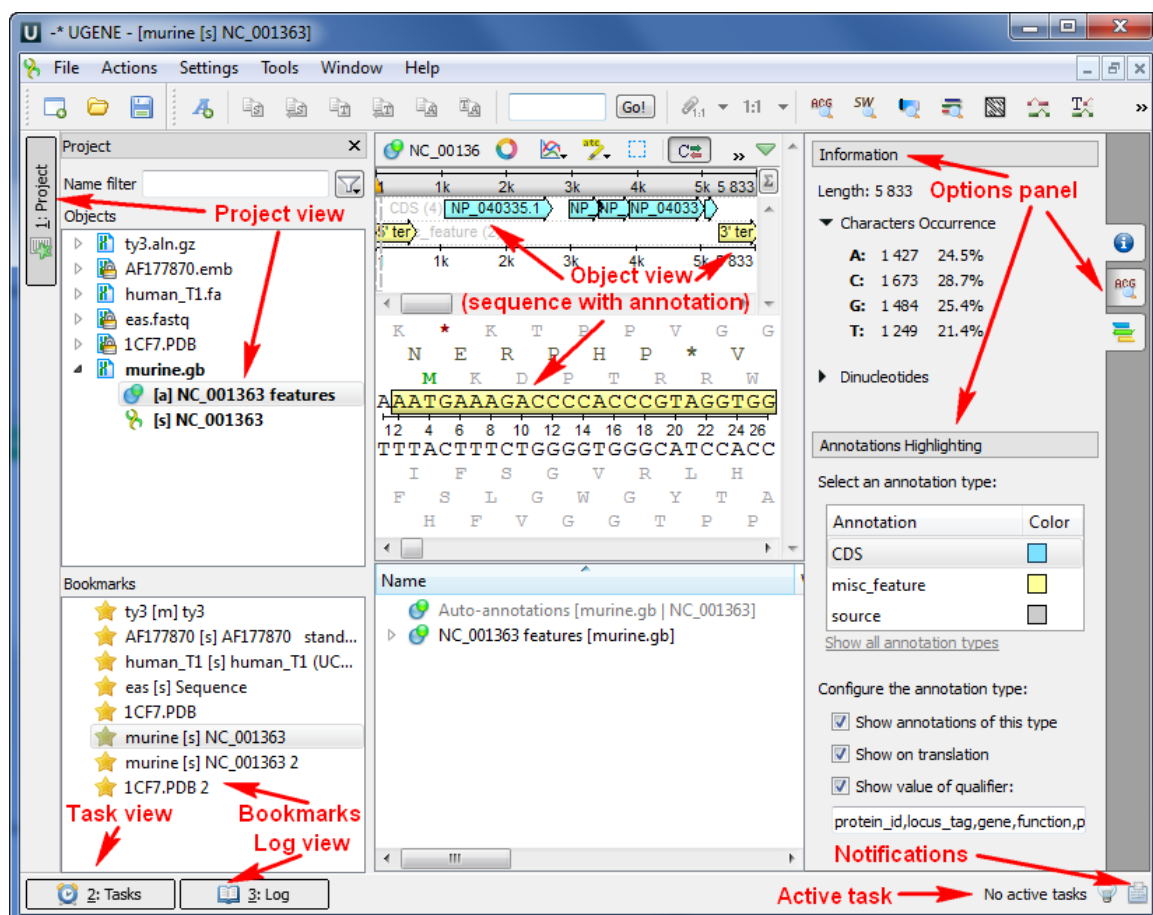 U -* UGENE - [murine [s] NC_001363]
File Actions Settings Tools Window Help
Go! 1:1 ACG SW »
1: Project
Project
Name filter
Project view
Objects
ty3.aln.gz
AF177870.emb
human_T1.fa
eas.fastq
1CF7.PDB
murine.gb
[a] NC_001363 features
[s] NC_001363
Bookmarks
ty3 [m] ty3
AF177870 [s] AF177870 stand...
human_T1 [s] human_T1 (UC...
eas [s] Sequence
1CF7.PDB
murine [s] NC_001363
murine [s] NC_001363 2
1CF7.PDB 2
Task view
Bookmarks
Log view
NC_00136 C »
1 1k 2k 3k 4k 5k 5 833 Σ
CDS (4) NP_040335.1 NP_ NP_ NP_04033
5' ter _feature (2 3' ter
1k 2k 3k 4k 5k 5 833
Object view
(sequence with annotation)
K * K T P P V G G
N E R P H P * V
M K D P T R R W
AAATGAAAGACCCCACCCGTAGGTGG
1 2 4 6 8 10 12 14 16 18 20 22 24 26
TTTACTTTCTGGGGTGGGCATCCACC
I F S G V R L H
F S L G W G Y T A
H F V G G T P P
Name
Auto-annotations [murine.gb | NC_001363]
NC_001363 features [murine.gb]
Information
Length: 5 833
Options panel
Characters Occurrence
A: 1 427 24.5%
C: 1 673 28.7%
G: 1 484 25.4%
T: 1 249 21.4%
Dinucleotides
ACG
Annotations Highlighting
Select an annotation type:
Annotation Color
CDS
misc_feature
source
Show all annotation types
Configure the annotation type:
Show annotations of this type
Show on translation
Show value of qualifier:
protein_id,locus_tag,gene,function,p
Notifications
2: Tasks
3: Log
Active task
No active tasks